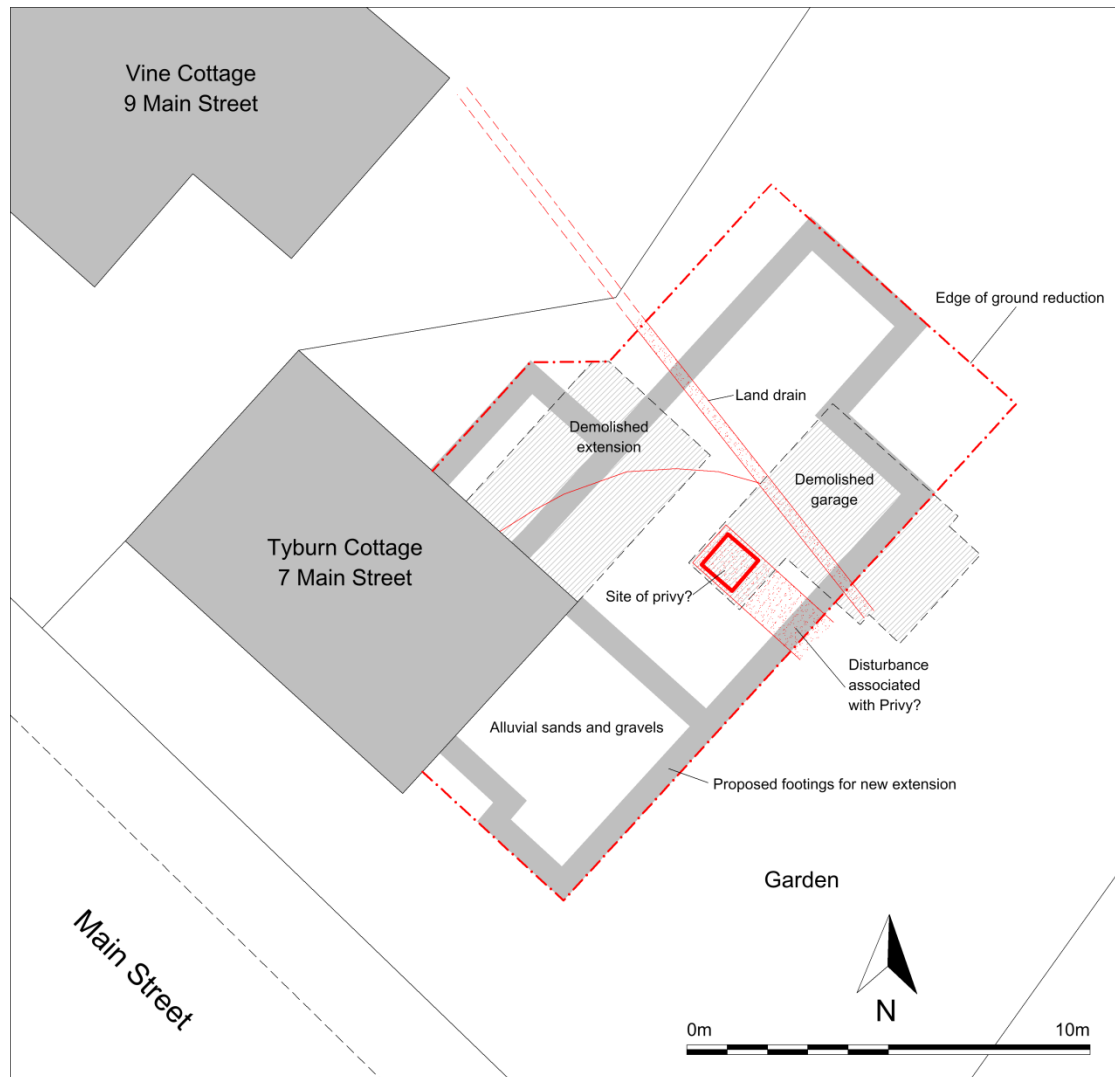 Vine Cottage
9 Main Street
Edge of ground reduction
Land drain
Demolished
extension
Demolished
garage
Tyburn Cottage
7 Main Street
Site of privy?
Disturbance
associated
with Privy?
Alluvial sands and gravels
Proposed footings for new extension
Garden
Main Street
N
0m
10m